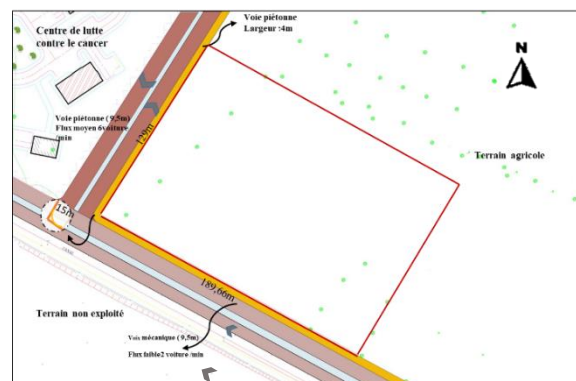 Voie piétonne
Largeur :4m
Centre de lutte
contre le cancer
N
Voie piétonne ( 9,5m)
Flux moyen 6voiture
/min
129m
Terrain agricole
15m
189,66m
Terrain non exploité
Voie mécanique ( 9,5m)
Flux faible2 voiture /min